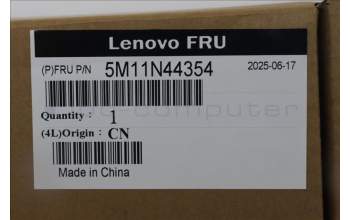 Lenovo FRU
(P)FRU P/N 5M11N44354 2025-06-17
Quantity : 1
(4L)Origin : CN
Made in China